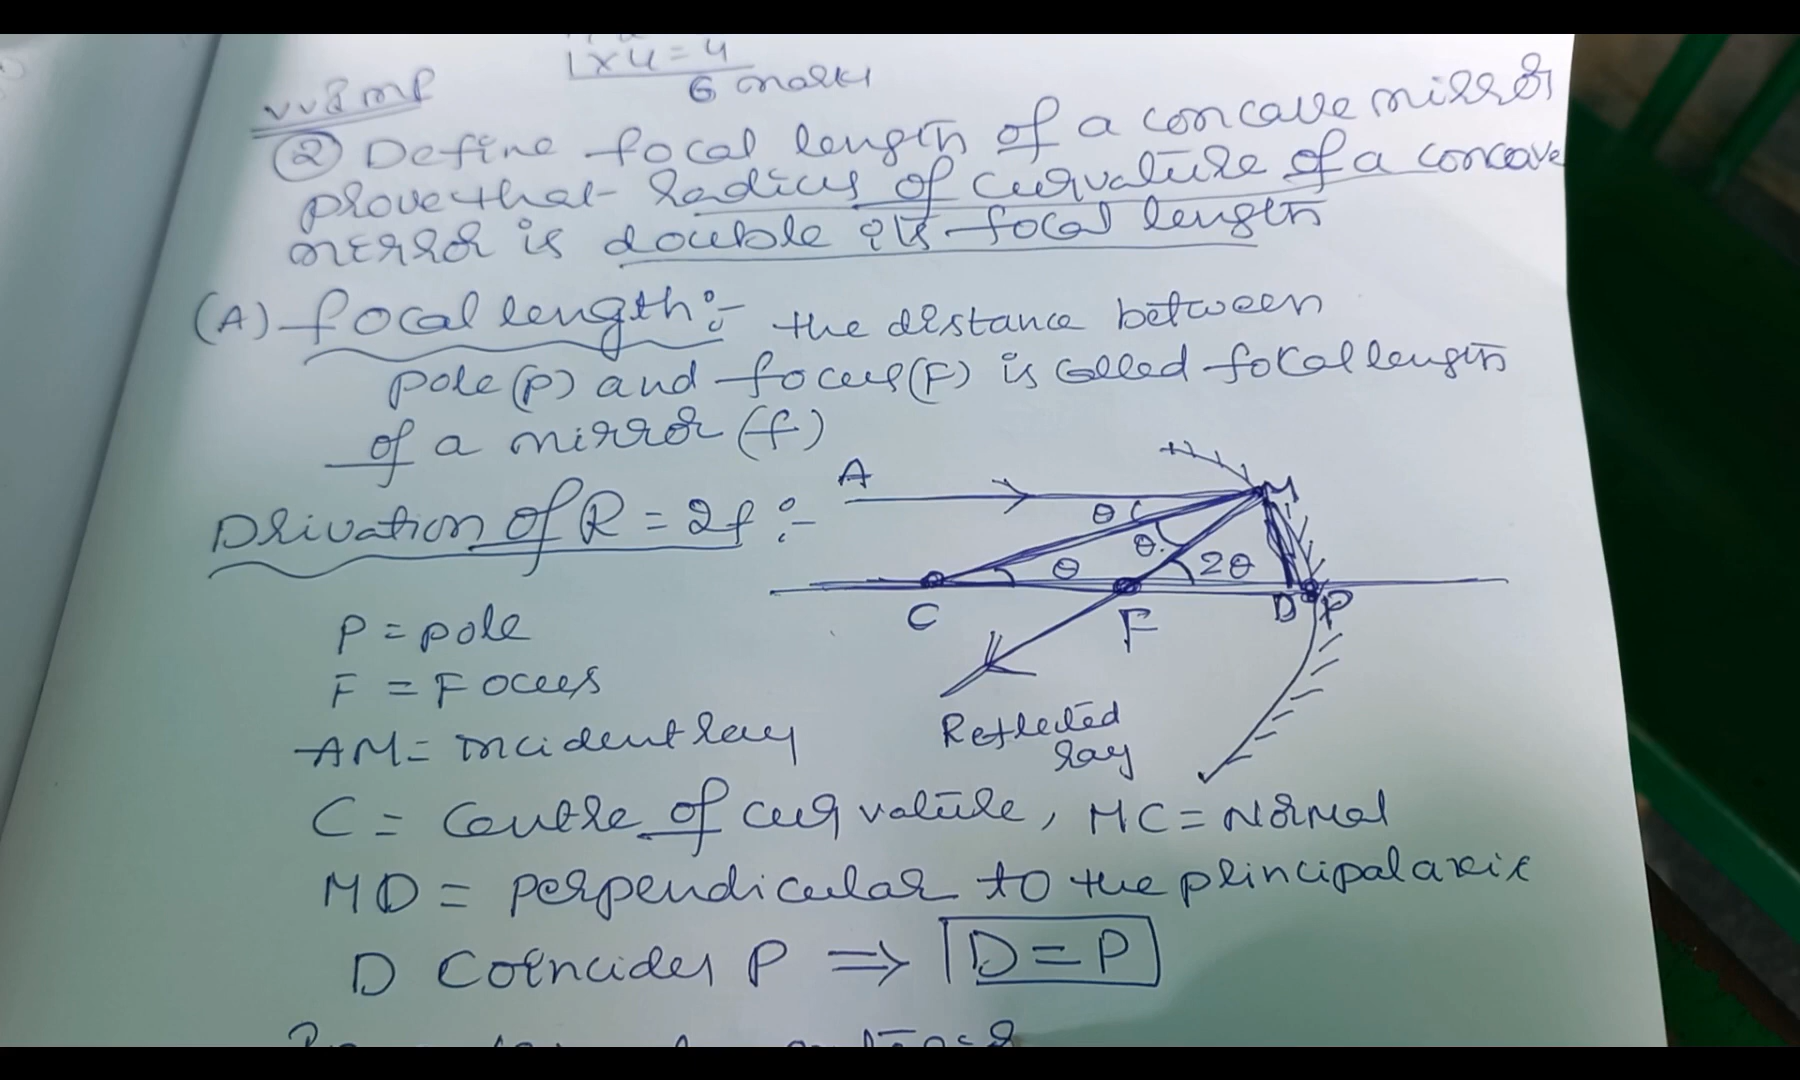 1 x 4 = 4
6 marks
vvimp
② Define focal length of a concave mirror
prove that radius of curvature of a concave
mirror is double its focal length
(A) focal length :- the distance between
pole (P) and focus (F) is called focal length
of a mirror (f)
Drivation of R = 2f :-
A
M
θ
θ
θ
2θ
C
F
D P
Reflected
ray
P = pole
F = Focus
AM = incident ray
C = Centre of curvature, MC = Normal
MD = perpendicular to the principal axis
D Coincides P ⇒ D = P